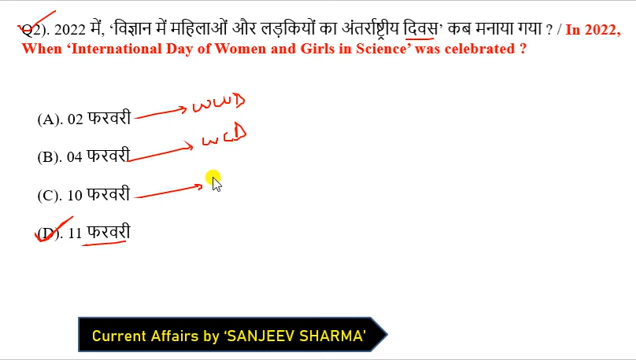 Q2). 2022 में, ‘विज्ञान में महिलाओं और लड़कियों का अंतर्राष्ट्रीय दिवस’ कब मनाया गया ? / In 2022,
When ‘International Day of Women and Girls in Science’ was celebrated ?
(A). 02 फरवरी WWD
(B). 04 फरवरी WCD
(C). 10 फरवरी
(D). 11 फरवरी
Current Affairs by ‘SANJEEV SHARMA’